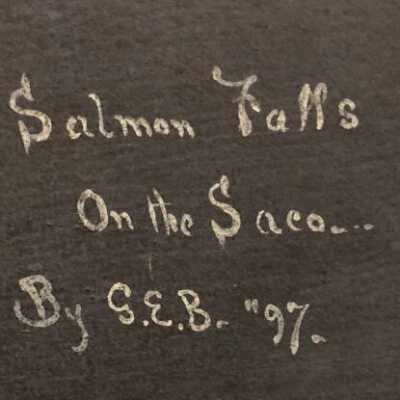 Salmon Falls
On the Saco...
By G.E.B. "97.